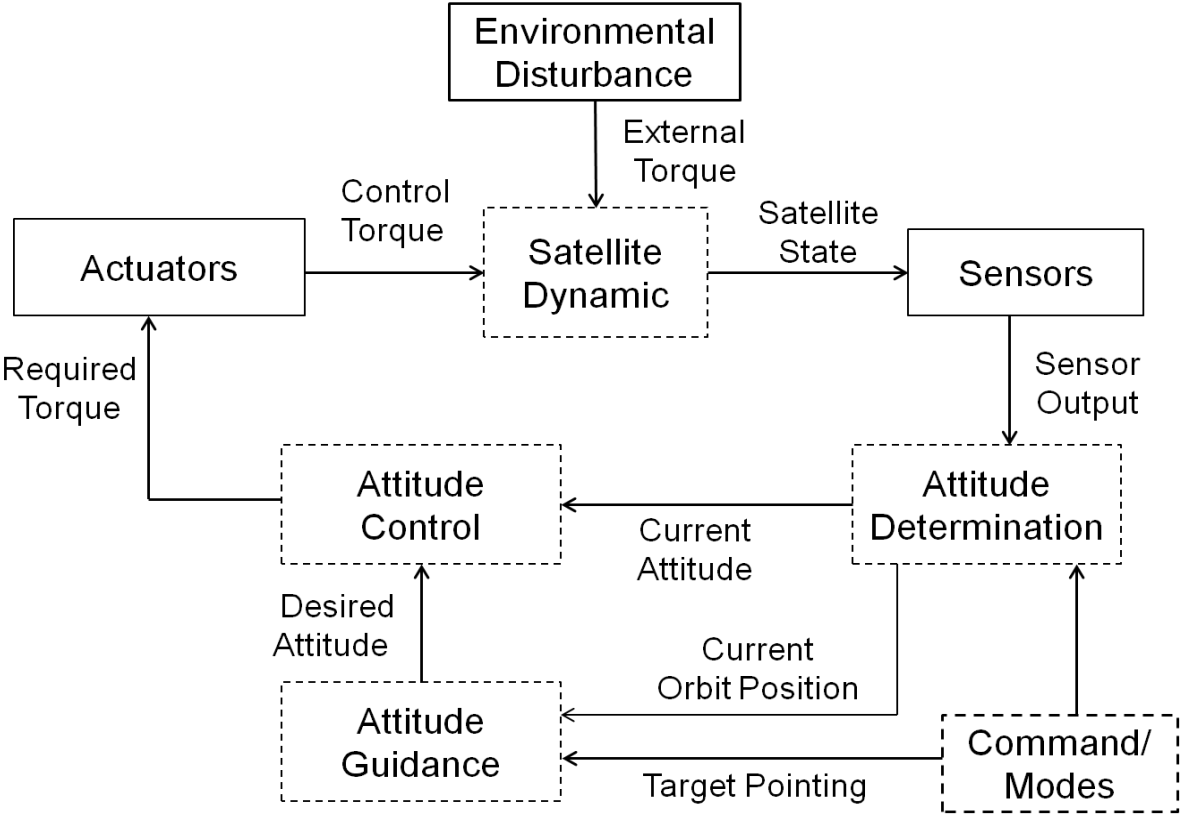 Environmental
Disturbance
External
Torque
Control
Torque
Satellite
State
Actuators
Satellite
Dynamic
Sensors
Required
Torque
Sensor
Output
Attitude
Control
Attitude
Determination
Current
Attitude
Desired
Attitude
Current
Orbit Position
Attitude
Guidance
Command/
Modes
Target Pointing